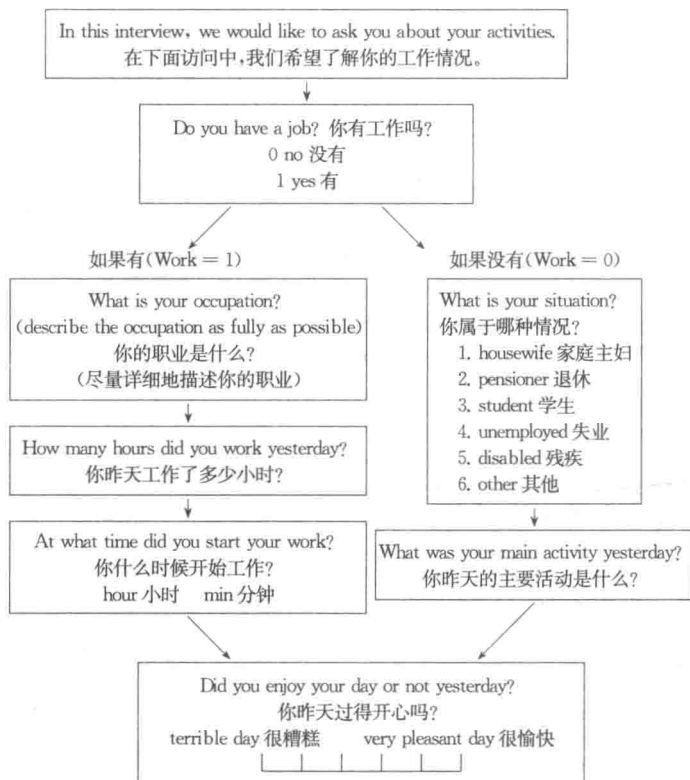 In this interview, we would like to ask you about your activities.
在下面访问中,我们希望了解你的工作情况。
Do you have a job? 你有工作吗?
0 no 没有
1 yes 有
如果有(Work = 1)
What is your occupation?
(describe the occupation as fully as possible)
你的职业是什么?
(尽量详细地描述你的职业)
How many hours did you work yesterday?
你昨天工作了多少小时?
At what time did you start your work?
你什么时候开始工作?
hour 小时 min 分钟
如果没有(Work = 0)
What is your situation?
你属于哪种情况?
1. housewife 家庭主妇
2. pensioner 退休
3. student 学生
4. unemployed 失业
5. disabled 残疾
6. other 其他
What was your main activity yesterday?
你昨天的主要活动是什么?
Did you enjoy your day or not yesterday?
你昨天过得开心吗?
terrible day 很糟糕 very pleasant day 很愉快